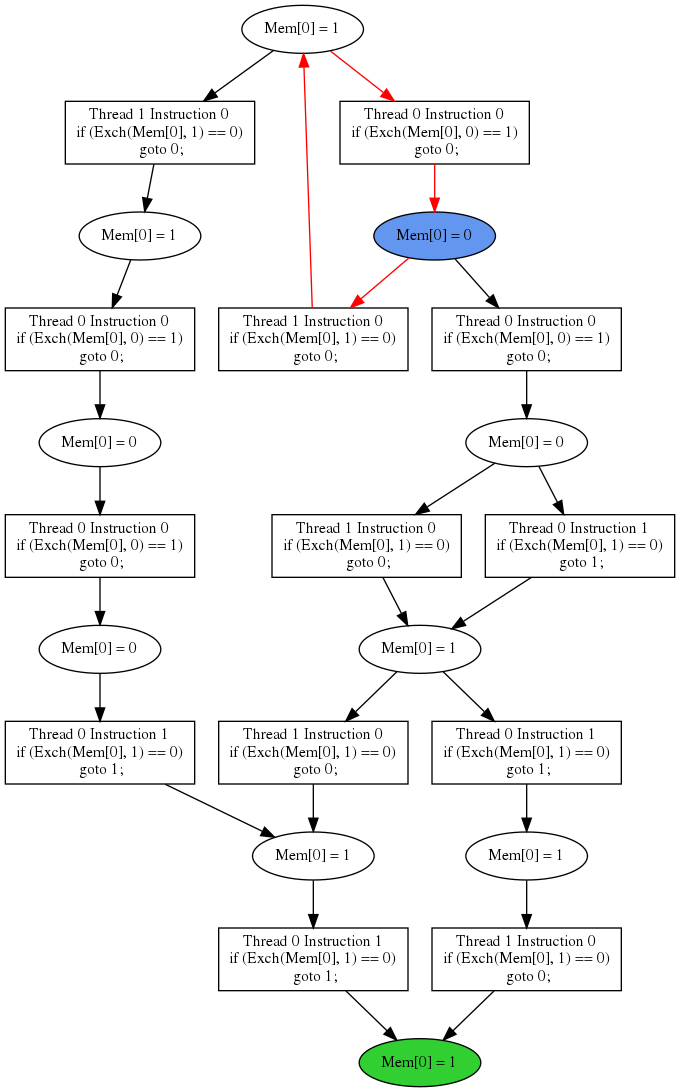 Mem[0] = 1
Thread 1 Instruction 0
if (Exch(Mem[0], 1) == 0)
goto 0;
Thread 0 Instruction 0
if (Exch(Mem[0], 0) == 1)
goto 0;
Mem[0] = 1
Mem[0] = 0
Thread 0 Instruction 0
if (Exch(Mem[0], 0) == 1)
goto 0;
Thread 1 Instruction 0
if (Exch(Mem[0], 1) == 0)
goto 0;
Thread 0 Instruction 0
if (Exch(Mem[0], 0) == 1)
goto 0;
Mem[0] = 0
Mem[0] = 0
Thread 0 Instruction 0
if (Exch(Mem[0], 0) == 1)
goto 0;
Thread 1 Instruction 0
if (Exch(Mem[0], 1) == 0)
goto 0;
Thread 0 Instruction 1
if (Exch(Mem[0], 1) == 0)
goto 1;
Mem[0] = 0
Mem[0] = 1
Thread 0 Instruction 1
if (Exch(Mem[0], 1) == 0)
goto 1;
Thread 1 Instruction 0
if (Exch(Mem[0], 1) == 0)
goto 0;
Thread 0 Instruction 1
if (Exch(Mem[0], 1) == 0)
goto 1;
Mem[0] = 1
Mem[0] = 1
Thread 0 Instruction 1
if (Exch(Mem[0], 1) == 0)
goto 1;
Thread 1 Instruction 0
if (Exch(Mem[0], 1) == 0)
goto 0;
Mem[0] = 1